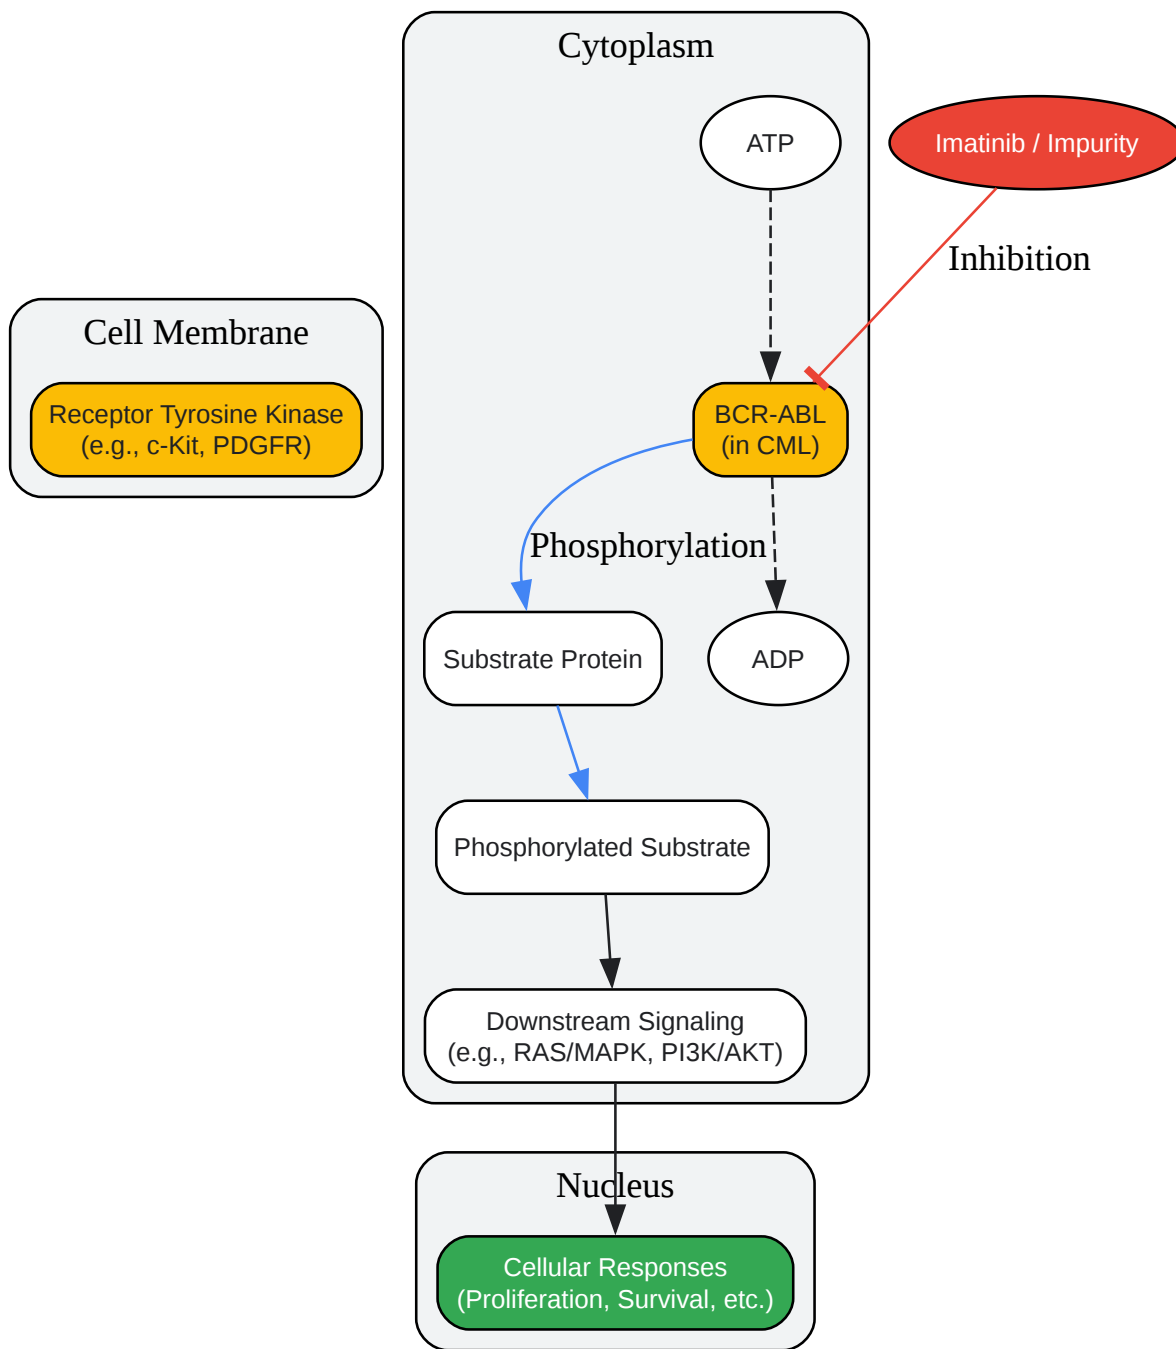 Cytoplasm
ATP
Imatinib / Impurity
Inhibition
Cell Membrane
Receptor Tyrosine Kinase
(e.g., c-Kit, PDGFR)
BCR-ABL
(in CML)
Phosphorylation
Substrate Protein
ADP
Phosphorylated Substrate
Downstream Signaling
(e.g., RAS/MAPK, PI3K/AKT)
Nucleus
Cellular Responses
(Proliferation, Survival, etc.)